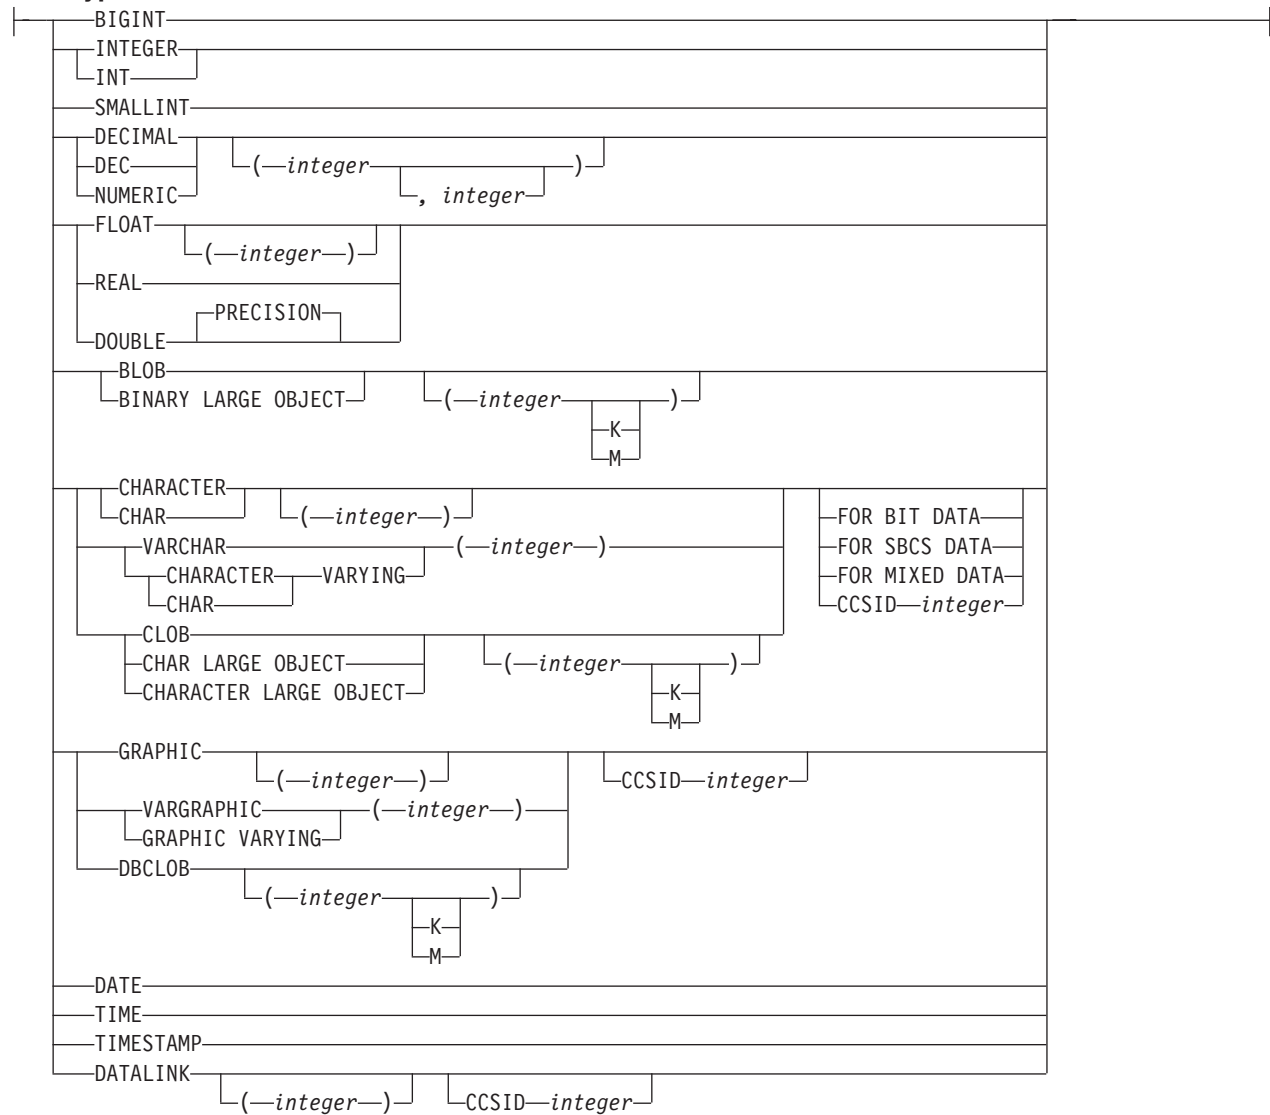 BIGINT
INTEGER
INT
SMALLINT
DECIMAL
DEC ( integer )
NUMERIC , integer
FLOAT
( integer )
REAL
PRECISION
DOUBLE
BLOB
BINARY LARGE OBJECT ( integer )
K
M
CHARACTER
CHAR ( integer ) FOR BIT DATA
VARCHAR ( integer ) FOR SBCS DATA
CHARACTER VARYING FOR MIXED DATA
CHAR CCSID integer
CLOB
CHAR LARGE OBJECT ( integer )
CHARACTER LARGE OBJECT K
M
GRAPHIC
( integer ) CCSID integer
VARGRAPHIC ( integer )
GRAPHIC VARYING
DBCLOB
( integer )
K
M
DATE
TIME
TIMESTAMP
DATALINK
( integer ) CCSID integer